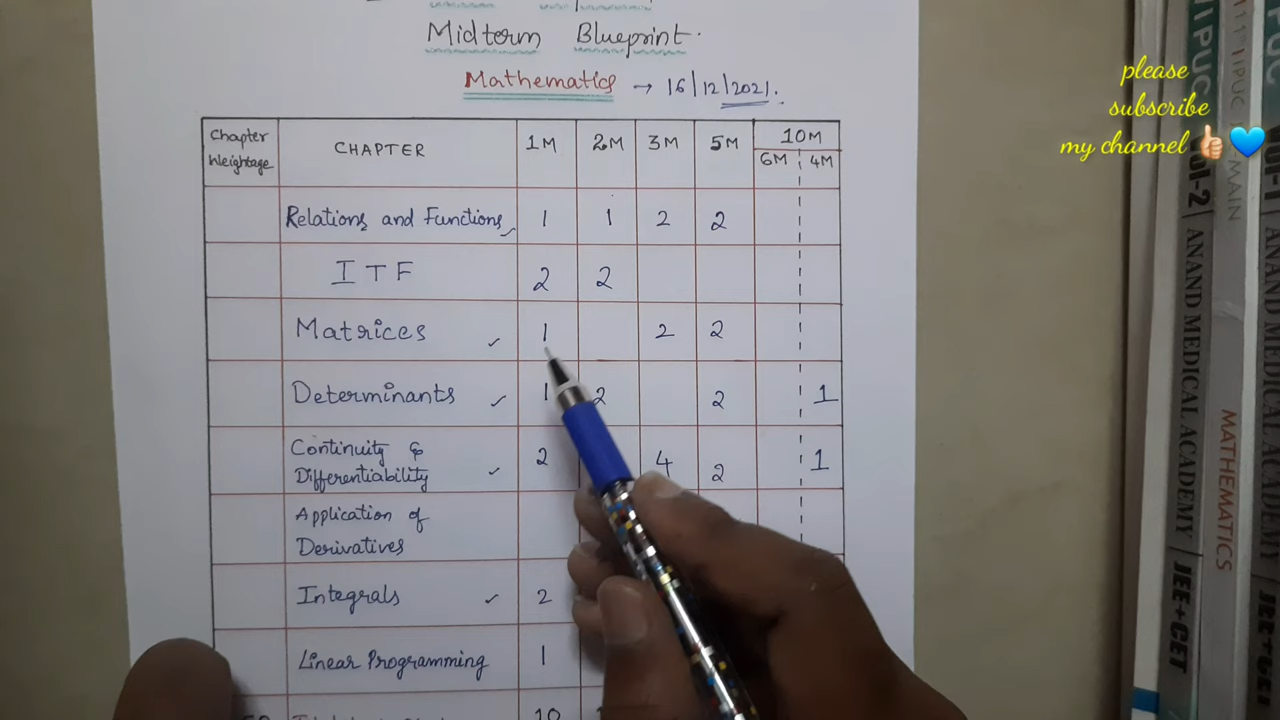 Midterm Blueprint.
Mathematics → 16/12/2021.
please
subscribe
my channel 👍🏻💙
Chapter Weightage CHAPTER 1M 2M 3M 5M 10M
6M 4M
Relations and Functions 1 1 2 2
ITF 2 2
Matrices ✓ 1 2 2
Determinants ✓ 1 2 2 1
Continuity &
Differentiability ✓ 2 4 2 1
Application of
Derivatives
Integrals ✓ 2
Linear Programming 1
10
Vol-2 ANAND MEDICAL ACADEMY JEE+CET
MATHEMATICS